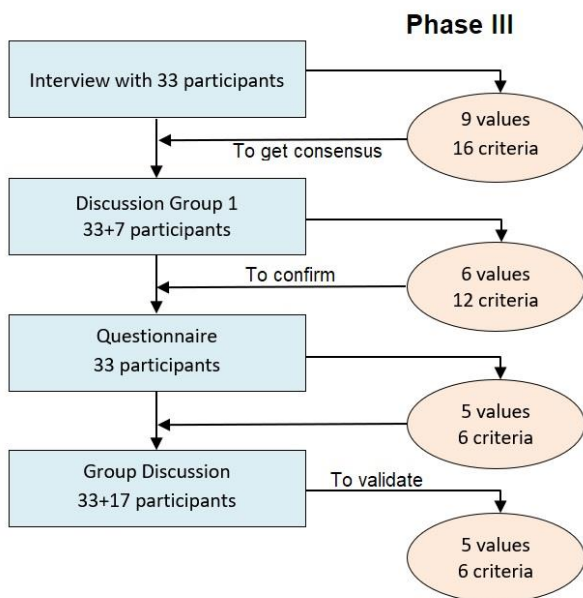 Phase III
Interview with 33 participants
9 values
16 criteria
To get consensus
Discussion Group 1
33+7 participants
6 values
12 criteria
To confirm
Questionnaire
33 participants
5 values
6 criteria
Group Discussion
33+17 participants
To validate
5 values
6 criteria